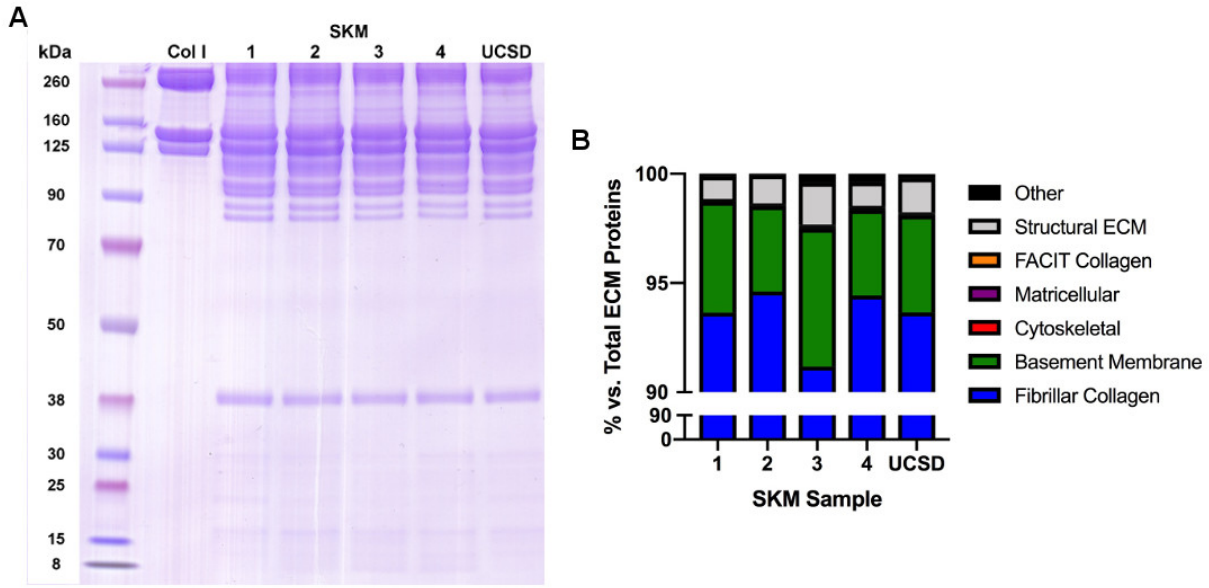 A
SKM
kDa Col I 1 2 3 4 UCSD
260
160
125
90
70
50
38
30
25
15
8
B
% vs. Total ECM Proteins
100
95
90
90
0
1 2 3 4 UCSD
SKM Sample
Other
Structural ECM
FACIT Collagen
Matricellular
Cytoskeletal
Basement Membrane
Fibrillar Collagen